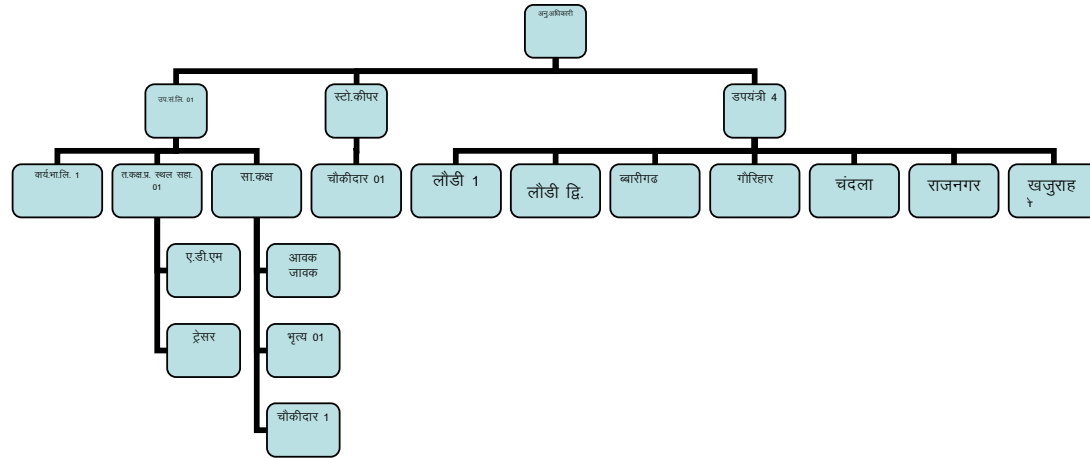 अनु.अधिकारी
उप.सं.लि. 01
स्टो.कीपर
डपयंत्री 4
कार्य.भा.लि. 1
त.कक्ष.प्र. स्थल सहा.
01
सा.कक्ष
चौकीदार 01
लौडी 1
लौडी द्वि.
ब्बारीगढ
गौरिहार
चंदला
राजनगर
खजुराह
ो
ए.डी.एम
आवक
जावक
ट्रेसर
भृत्य 01
चौकीदार 1